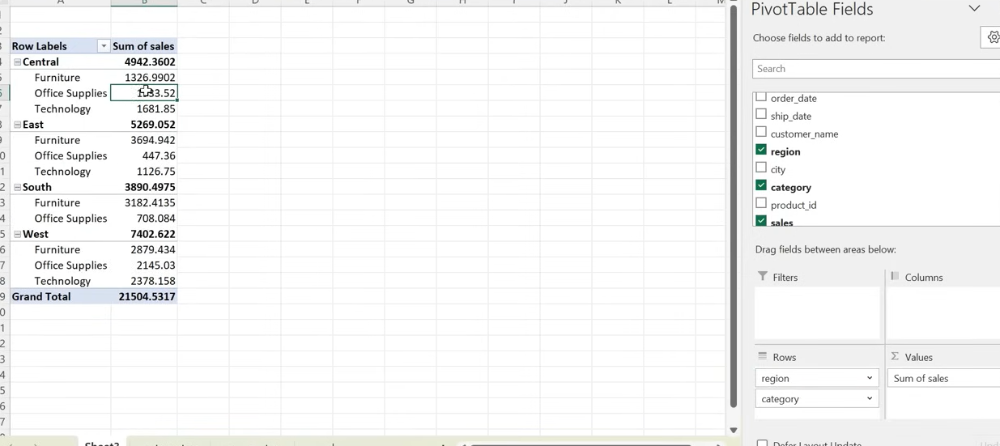 A B C D E F G H I J K L M
PivotTable Fields
Choose fields to add to report:
Search
Row Labels Sum of sales
Central 4942.3602
Furniture 1326.9902
Office Supplies
Technology 1681.85
East 5269.052
Furniture 3694.942
Office Supplies 447.36
Technology 1126.75
South 3890.4975
Furniture 3182.4135
Office Supplies 708.084
West 7402.622
Furniture 2879.434
Office Supplies 2145.03
Technology 2378.158
Grand Total 21504.5317
order_date
ship_date
customer_name
region
city
category
product_id
sales
Drag fields between areas below:
Filters
Columns
Rows
Values
region
Sum of sales
category
Sheet3
Defer Layout Update